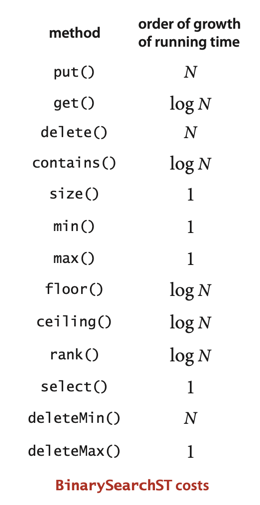 method order of growth of running time
put() N
get() log N
delete() N
contains() log N
size() 1
min() 1
max() 1
floor() log N
ceiling() log N
rank() log N
select() 1
deleteMin() N
deleteMax() 1
BinarySearchST costs